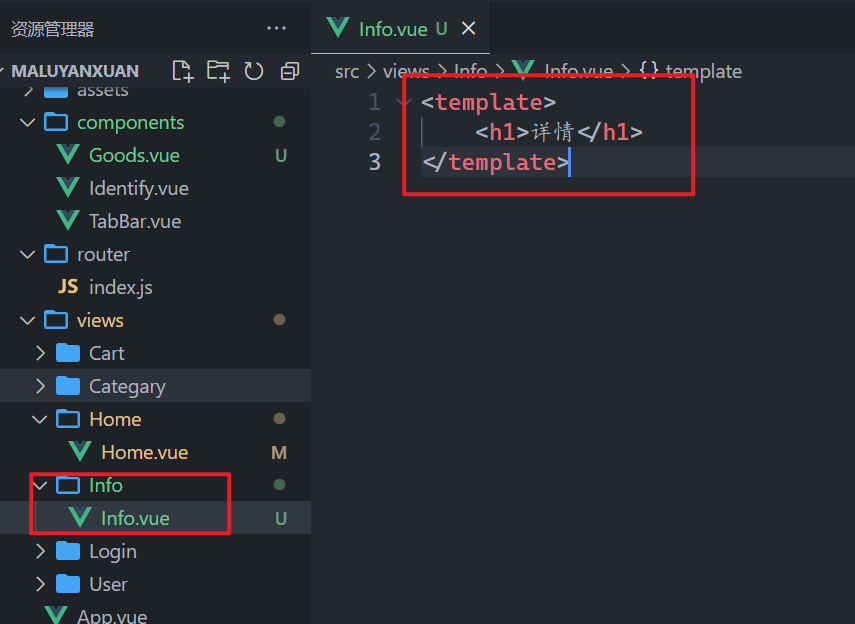 资源管理器
MALUYANXUAN
assets
components
Goods.vue U
Identify.vue
TabBar.vue
router
JS index.js
views
Cart
Categary
Home
Home.vue M
Info
Info.vue U
Login
User
App.vue
Info.vue U
src > views > Info > Info.vue > {} template
1 <template>
2 <h1>详情</h1>
3 </template>